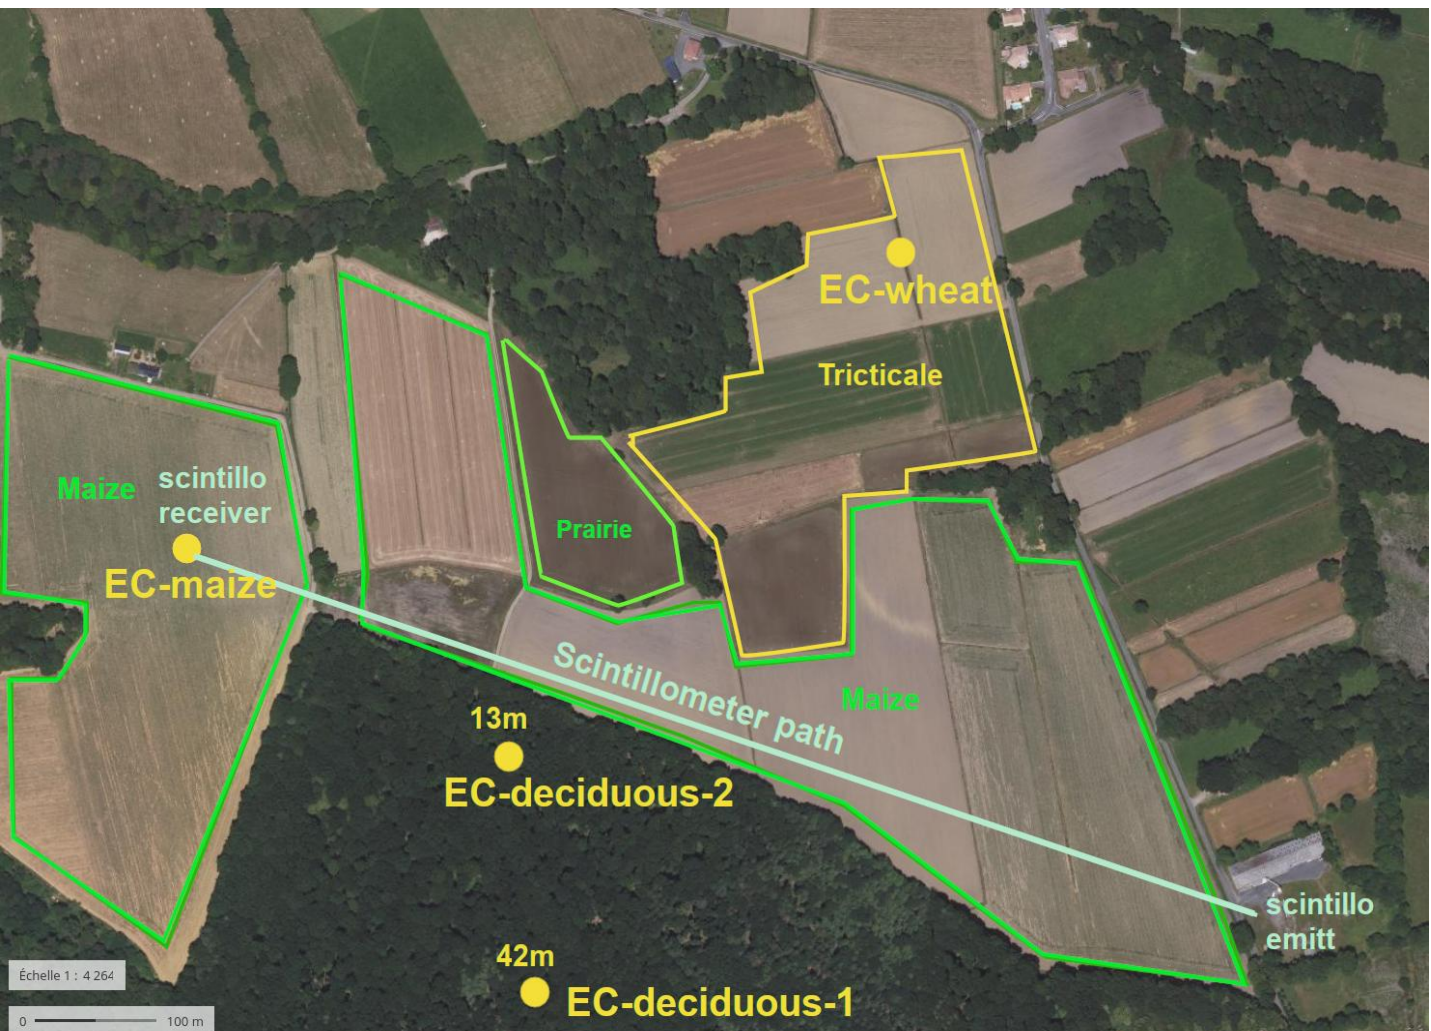 EC-wheat
Tricticale
scintillo
receiver
Maize
EC-maize
Prairie
Scintillometer path
Maize
13m
EC-deciduous-2
scintillo
emitt
42m
EC-deciduous-1
Échelle 1 : 4 264
0 100 m